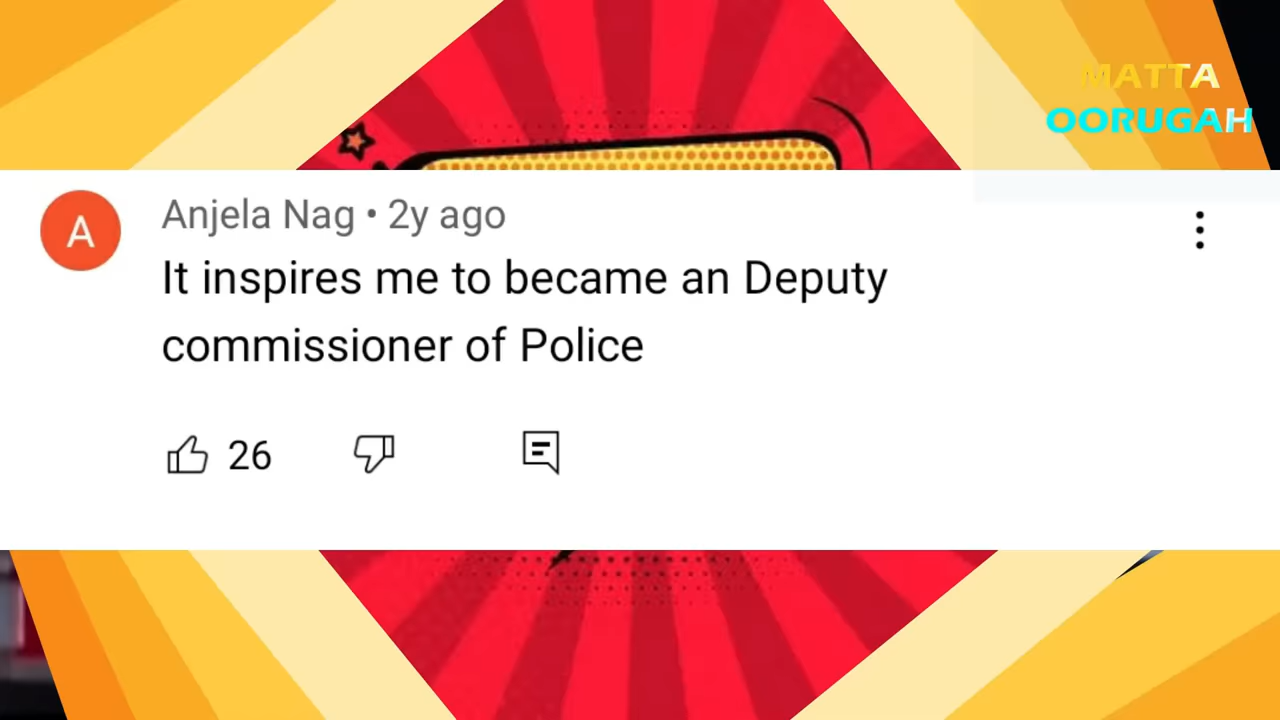 MATTA
OORUGAH
A
Anjela Nag • 2y ago
It inspires me to became an Deputy
commissioner of Police
26